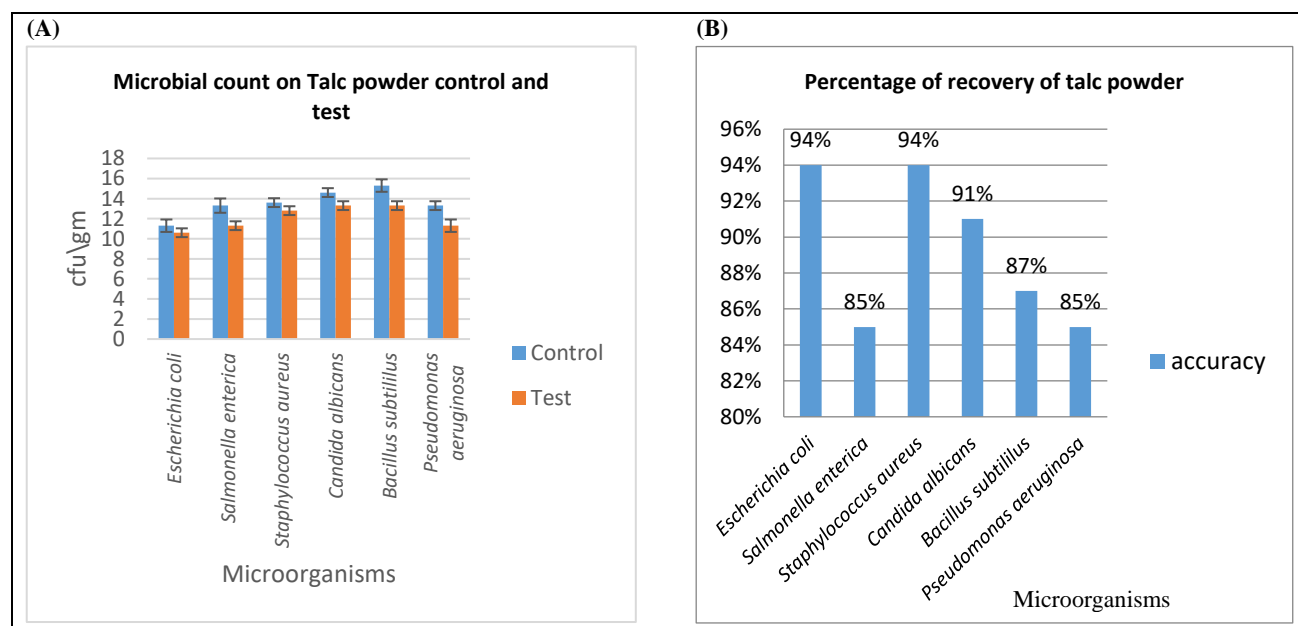 (A)
Microbial count on Talc powder control and
test
18
16
14
12
10
8
6
4
2
0
cfu\gm
Escherichia coli
Salmonella enterica
Staphylococcus aureus
Candida albicans
Bacillus subtililus
Pseudomonas
aeruginosa
Microorganisms
Control
Test
(B)
Percentage of recovery of talc powder
96%
94%
92%
90%
88%
86%
84%
82%
80%
94%
85%
94%
91%
87%
85%
Escherichia coli
Salmonella enterica
Staphylococcus aureus
Candida albicans
Bacillus subtililus
Pseudomonas aeruginosa
accuracy
Microorganisms